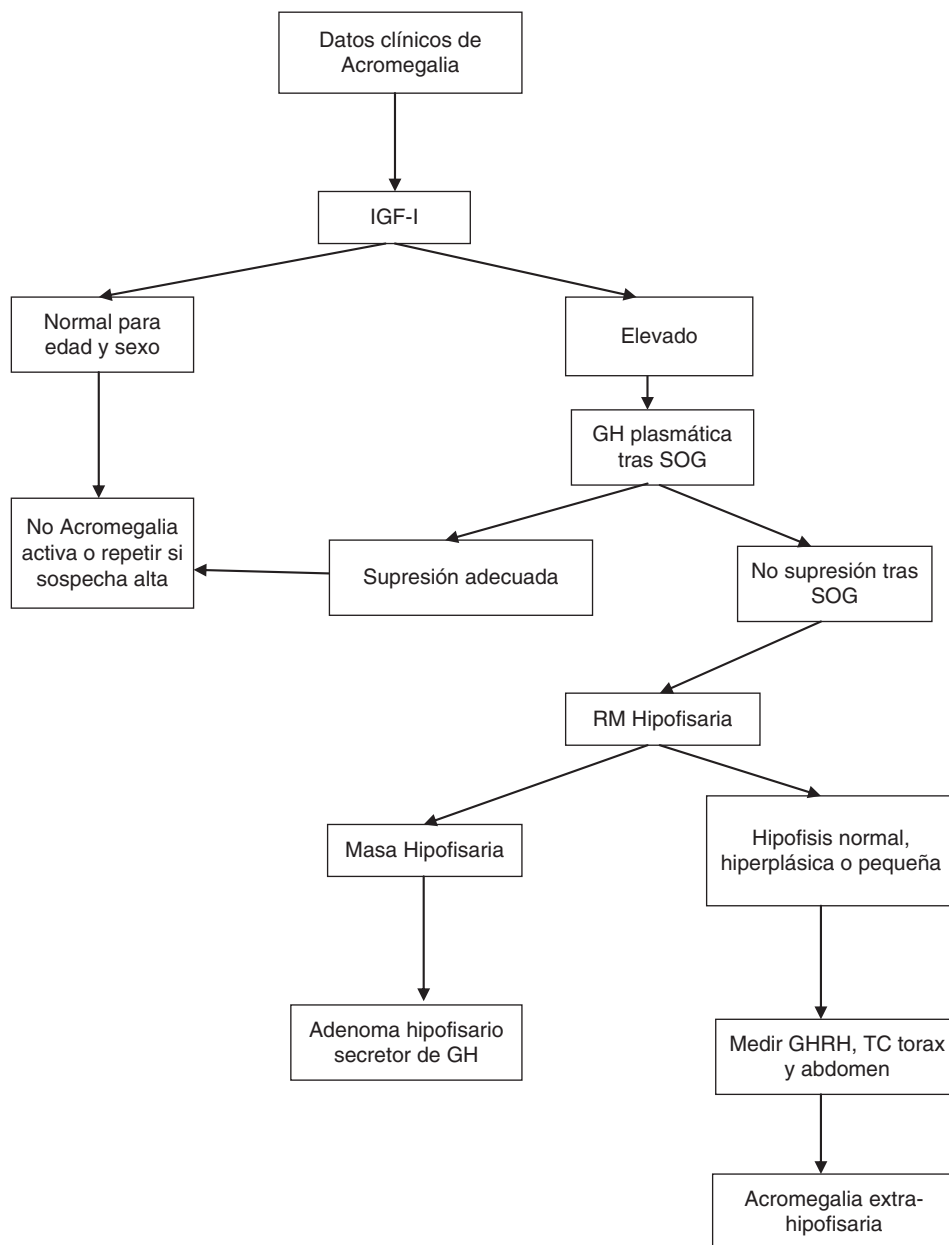 Datos clínicos de
Acromegalia
IGF-I
Normal para
edad y sexo
Elevado
GH plasmática
tras SOG
No Acromegalia
activa o repetir si
sospecha alta
Supresión adecuada
No supresión tras
SOG
RM Hipofisaria
Masa Hipofisaria
Hipofisis normal,
hiperplásica o pequeña
Adenoma hipofisario
secretor de GH
Medir GHRH, TC torax
y abdomen
Acromegalia extra-
hipofisaria